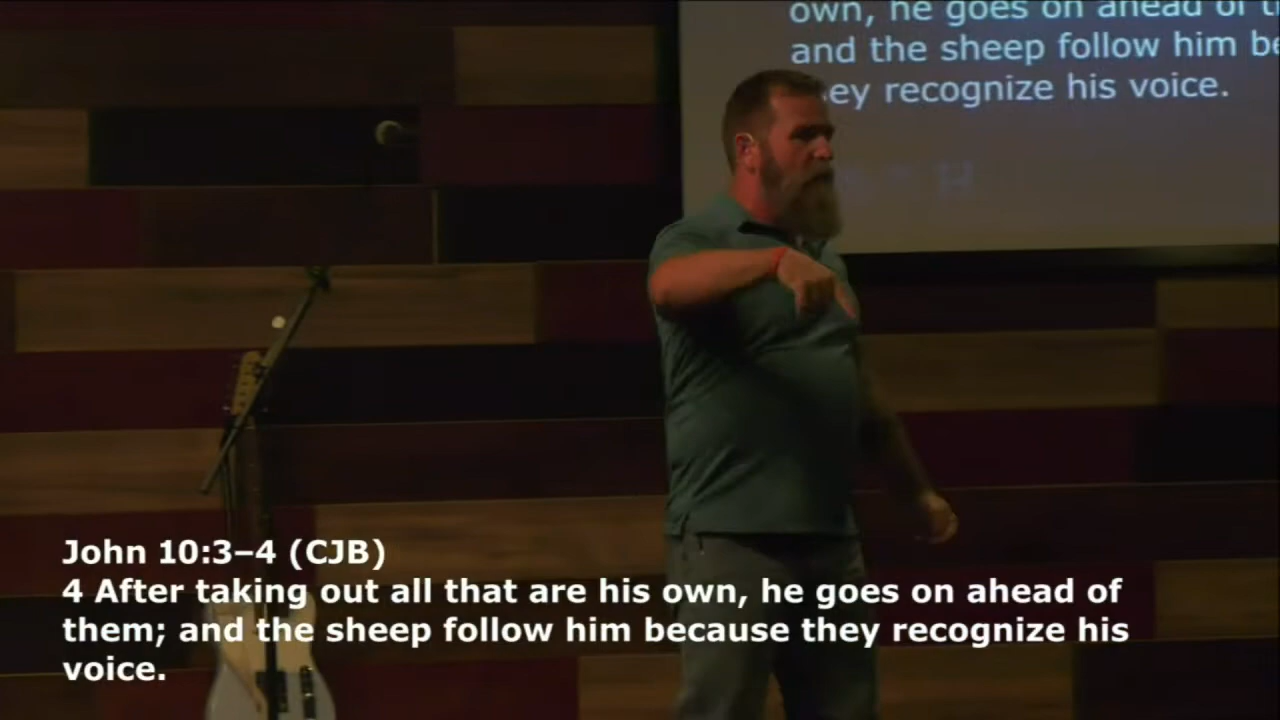 own, he goes on ahead of
and the sheep follow him
they recognize his voice.
John 10:3–4 (CJB)
4 After taking out all that are his own, he goes on ahead of
them; and the sheep follow him because they recognize his
voice.